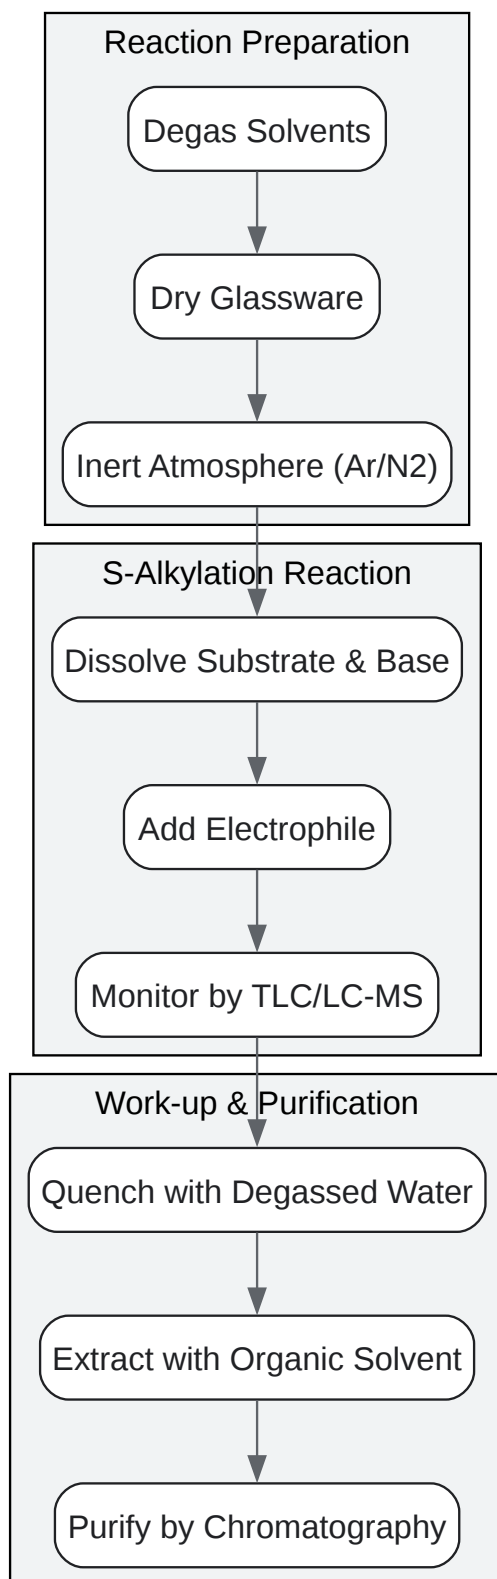 Reaction Preparation
Degas Solvents
Dry Glassware
Inert Atmosphere (Ar/N2)
S-Alkylation Reaction
Dissolve Substrate & Base
Add Electrophile
Monitor by TLC/LC-MS
Work-up & Purification
Quench with Degassed Water
Extract with Organic Solvent
Purify by Chromatography